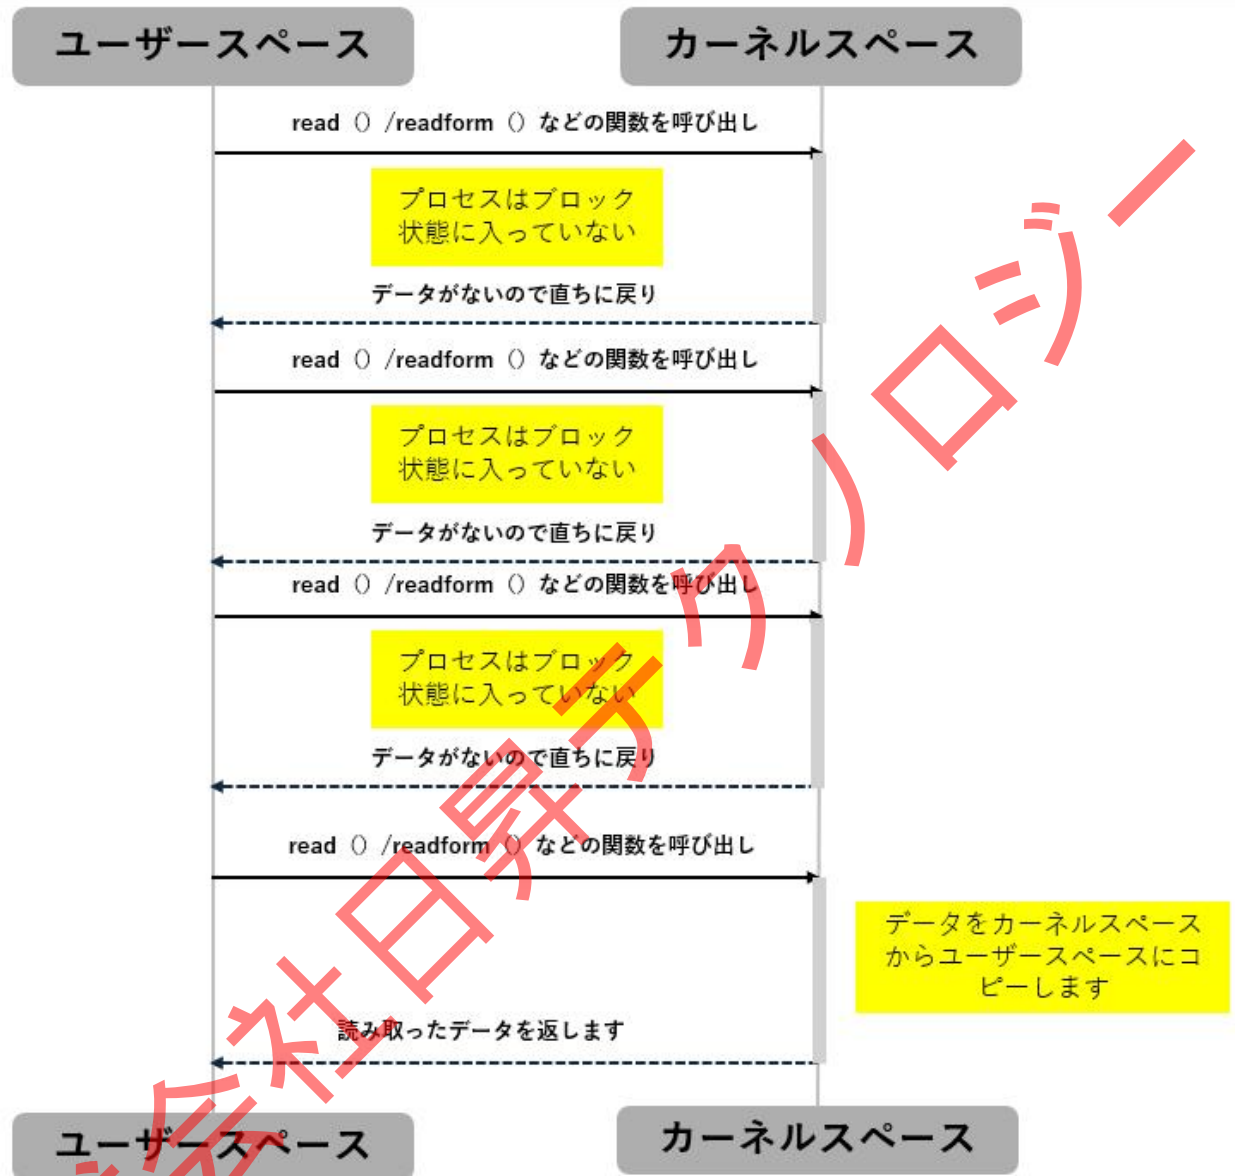 ユーザースペース
カーネルスペース
read（）/readform（）などの関数を呼び出し
プロセスはブロック
状態に入っていない
データがないので直ちに戻り
read（）/readform（）などの関数を呼び出し
プロセスはブロック
状態に入っていない
データがないので直ちに戻り
read（）/readform（）などの関数を呼び出し
プロセスはブロック
状態に入っていない
データがないので直ちに戻り
read（）/readform（）などの関数を呼び出し
データをカーネルスペース
からユーザースペースにコ
ピーします
読み取ったデータを返します
ユーザースペース
カーネルスペース
会社日昇テクノロジー